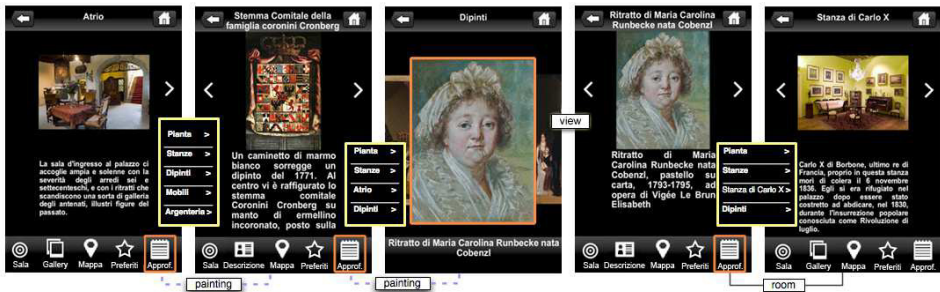 Atrio
La sala d'ingresso al palazzo ci
accoglie ampia e solenne con la
severità degli arredi sei e
settecenteschi, e con i ritratti che
scandiscono una sorta di galleria
degli antenati, illustri figure del
passato.
Sala Gallery Mappa Preferiti Approf.
Pianta >
Stanze >
Dipinti >
Mobili >
Argenteria >
painting
Stemma Comitale della
famiglia coronini Cronberg
Un caminetto di marmo
bianco sorregge un
dipinto del 1771. Al
centro vi è raffigurato lo
stemma comitale
Coronini Cronberg su
manto di ermellino
incoronato, posto sulla
Sala Descrizione Mappa Preferiti Approf.
Pianta >
Stanze >
Atrio >
Dipinti >
painting
Dipinti
Ritratto di Maria Carolina Runbecke nata
Cobenzl
view
Ritratto di Maria Carolina
Runbecke nata Cobenzl
Ritratto di Maria
Carolina Runbecke nata
Cobenzl, pastello su
carta, 1793-1795, ad
opera di Vigée Le Brun
Elisbeth
Sala Descrizione Mappa Preferiti Approf.
Pianta >
Stanze >
Stanza di Carlo X >
Dipinti >
room
Stanza di Carlo X
Carlo X di Borbone, ultimo re di
Francia, proprio in questa stanza
morì di colera il 6 novembre
1836. Egli si era rifugiato nel
palazzo dopo essere stato
costretto ad abdicare, nel 1830,
durante l'insurrezione popolare
conosciuta come Rivoluzione di
luglio.
Sala Gallery Mappa Preferiti Approf.